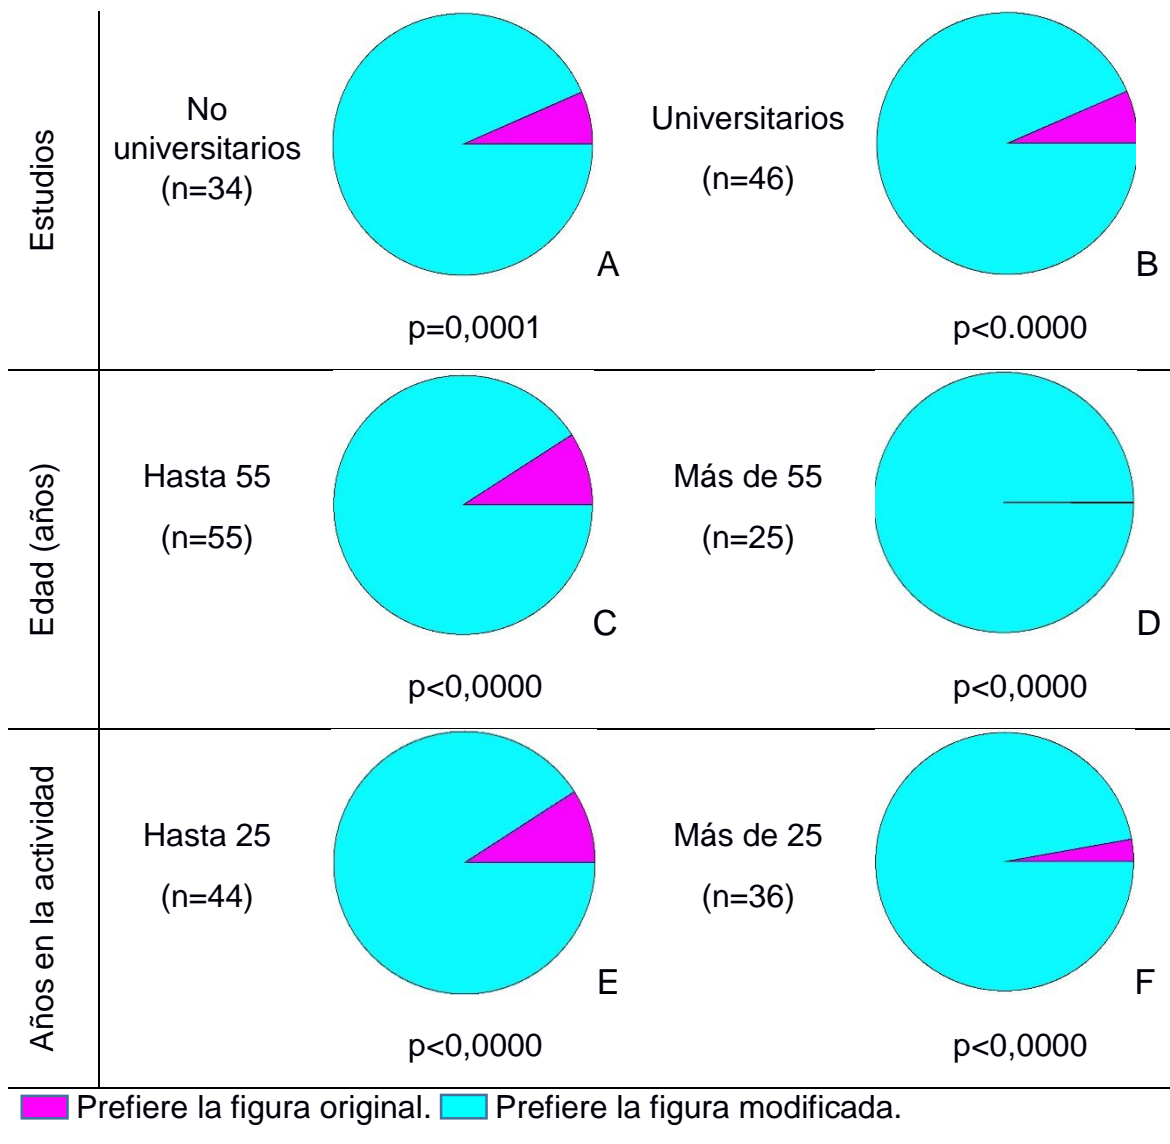 Estudios
No
universitarios
(n=34)
A
p=0,0001
Universitarios
(n=46)
B
p<0.0000
Edad (años)
Hasta 55
(n=55)
C
p<0,0000
Más de 55
(n=25)
D
p<0,0000
Años en la actividad
Hasta 25
(n=44)
E
p<0,0000
Más de 25
(n=36)
F
p<0,0000
Prefiere la figura original. Prefiere la figura modificada.